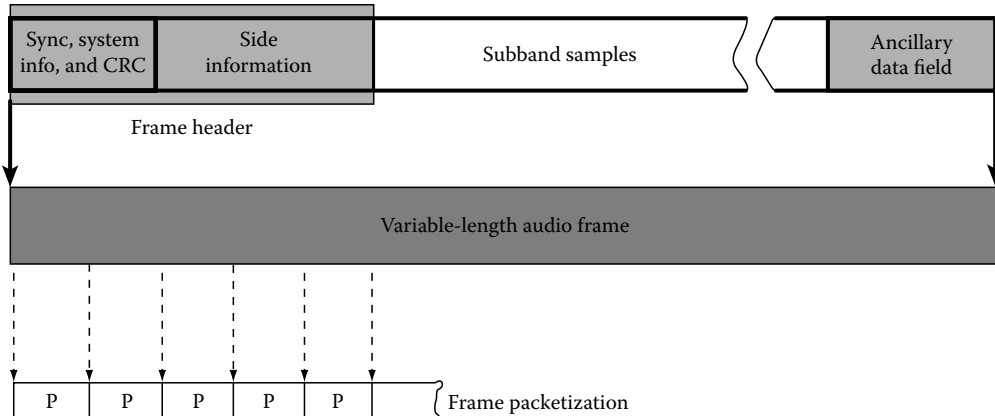 Sync, system
info, and CRC
Side
information
Subband samples
Ancillary
data field
Frame header
Variable-length audio frame
P P P P P
Frame packetization